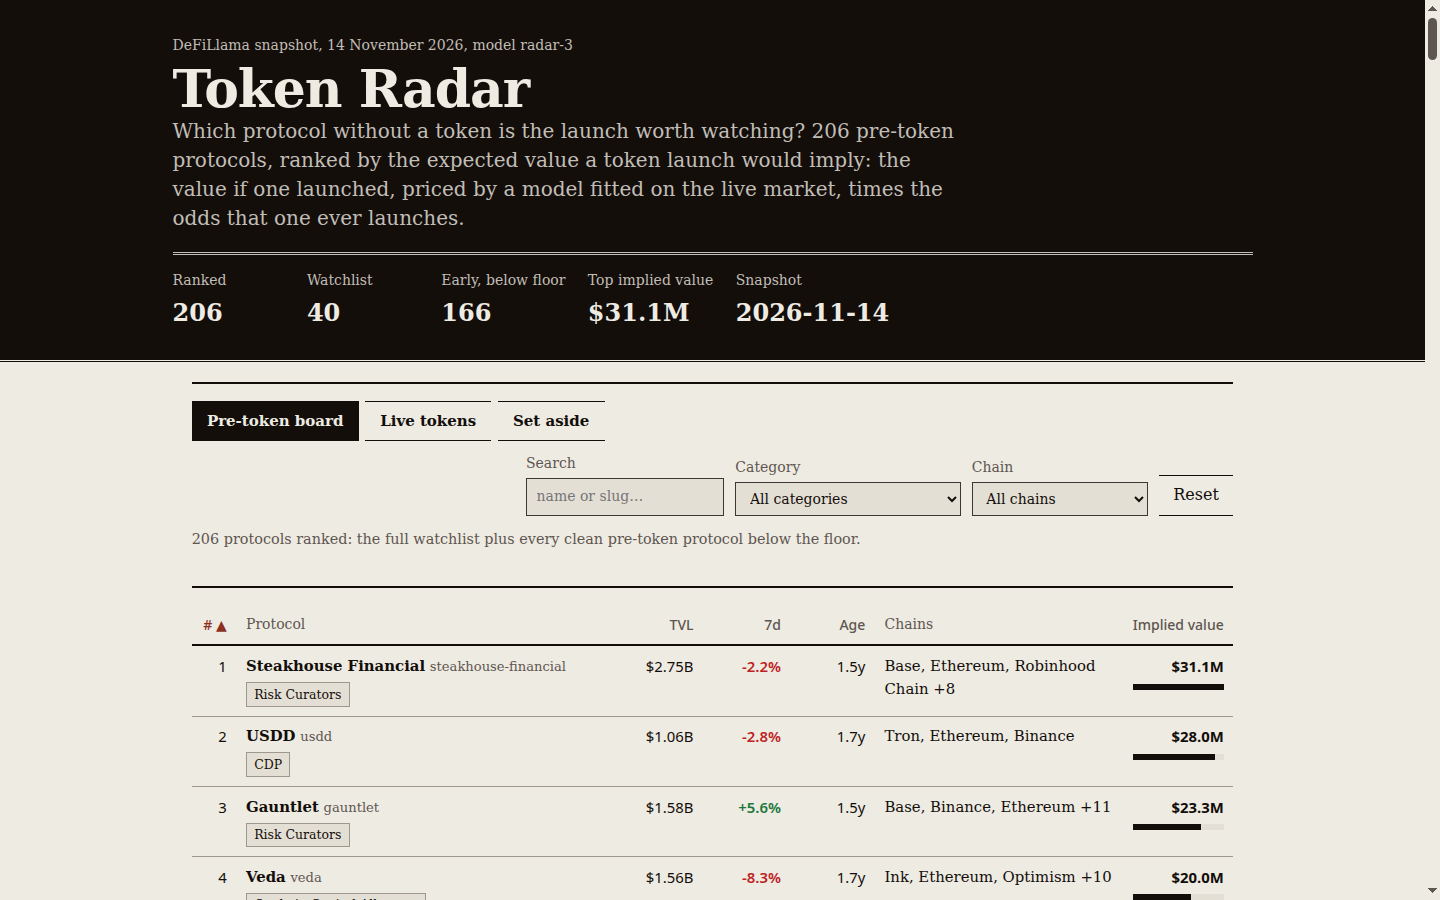 DeFiLlama snapshot, 14 November 2026, model radar-3
Token Radar
Which protocol without a token is the launch worth watching? 206 pre-token
protocols, ranked by the expected value a token launch would imply: the
value if one launched, priced by a model fitted on the live market, times the
odds that one ever launches.
Ranked Watchlist Early, below floor Top implied value Snapshot
206 40 166 $31.1M 2026-11-14
Pre-token board Live tokens Set aside
Search Category Chain
name or slug... All categories All chains Reset
206 protocols ranked: the full watchlist plus every clean pre-token protocol below the floor.
# ▲ Protocol TVL 7d Age Chains Implied value
1 Steakhouse Financial steakhouse-financial $2.75B -2.2% 1.5y Base, Ethereum, Robinhood $31.1M
Risk Curators Chain +8
2 USDD usdd $1.06B -2.8% 1.7y Tron, Ethereum, Binance $28.0M
CDP
3 Gauntlet gauntlet $1.58B +5.6% 1.5y Base, Binance, Ethereum +11 $23.3M
Risk Curators
4 Veda veda $1.56B -8.3% 1.7y Ink, Ethereum, Optimism +10 $20.0M